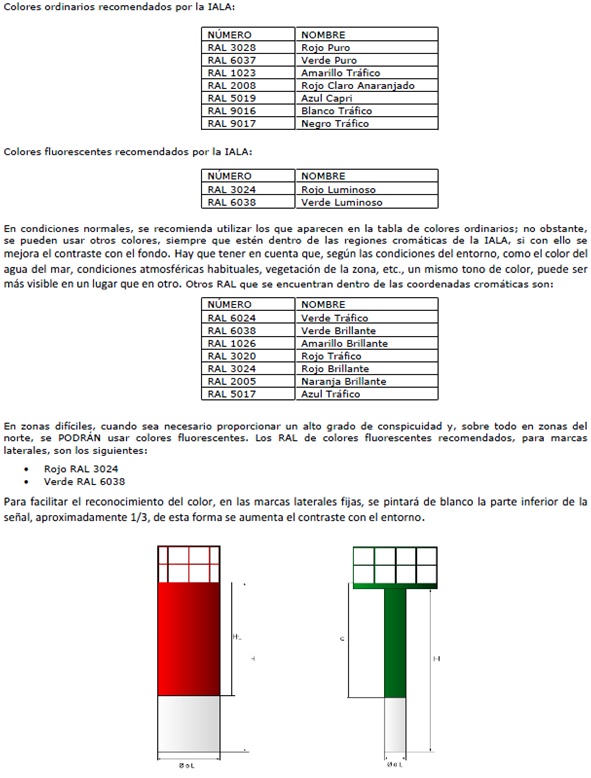 Colores ordinarios recomendados por la IALA:
NÚMERO NOMBRE
RAL 3028 Rojo Puro
RAL 6037 Verde Puro
RAL 1023 Amarillo Tráfico
RAL 2008 Rojo Claro Anaranjado
RAL 5019 Azul Capri
RAL 9016 Blanco Tráfico
RAL 9017 Negro Tráfico
Colores fluorescentes recomendados por la IALA:
NÚMERO NOMBRE
RAL 3024 Rojo Luminoso
RAL 6038 Verde Luminoso
En condiciones normales, se recomienda utilizar los que aparecen en la tabla de colores ordinarios; no obstante,
se pueden usar otros colores, siempre que estén dentro de las regiones cromáticas de la IALA, si con ello se
mejora el contraste con el fondo. Hay que tener en cuenta que, según las condiciones del entorno, como el color del
agua del mar, condiciones atmosféricas habituales, vegetación de la zona, etc., un mismo tono de color, puede ser
más visible en un lugar que en otro. Otros RAL que se encuentran dentro de las coordenadas cromáticas son:
NÚMERO NOMBRE
RAL 6024 Verde Tráfico
RAL 6038 Verde Brillante
RAL 1026 Amarillo Brillante
RAL 3020 Rojo Tráfico
RAL 3024 Rojo Brillante
RAL 2005 Naranja Brillante
RAL 5017 Azul Tráfico
En zonas difíciles, cuando sea necesario proporcionar un alto grado de conspicuidad y, sobre todo en zonas del
norte, se PODRÁN usar colores fluorescentes. Los RAL de colores fluorescentes recomendados, para marcas
laterales, son los siguientes:
• Rojo RAL 3024
• Verde RAL 6038
Para facilitar el reconocimiento del color, en las marcas laterales fijas, se pintará de blanco la parte inferior de la
señal, aproximadamente 1/3, de esta forma se aumenta el contraste con el entorno.
H
Ø o L
Ø o L